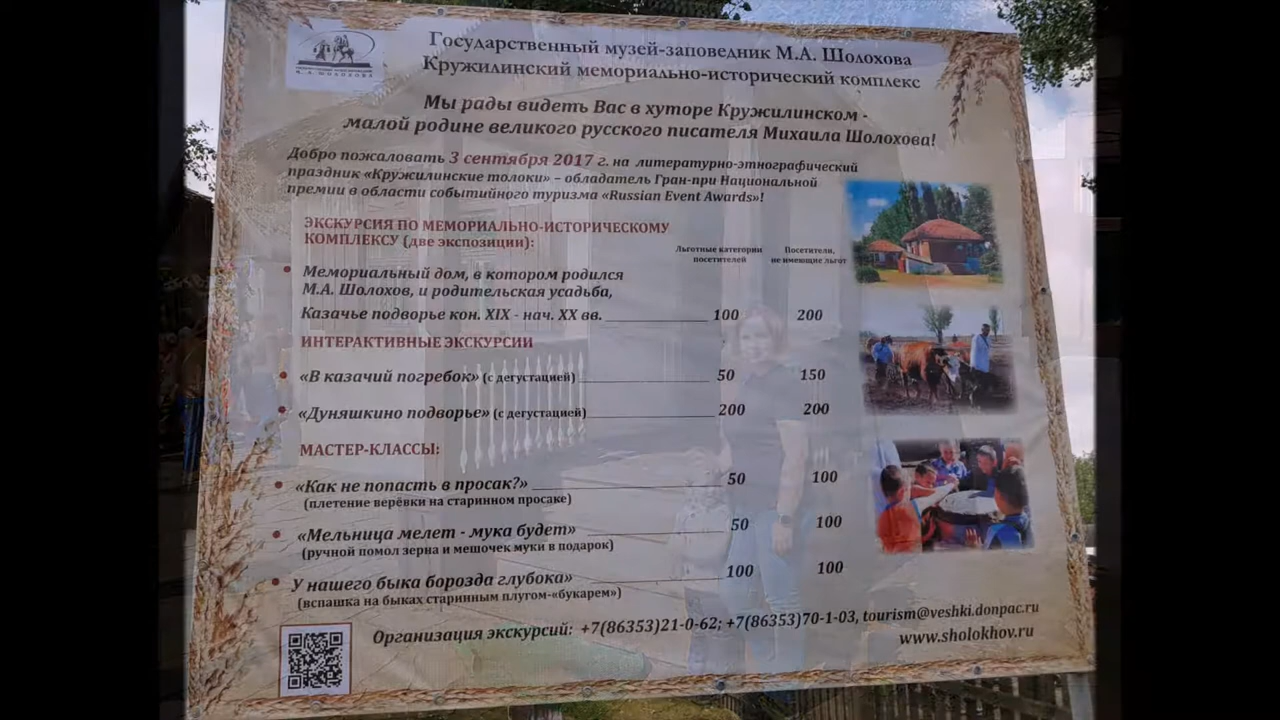 Государственный музей-заповедник М.А. Шолохова
Кружилинский мемориально-исторический комплекс
М.А. ШОЛОХОВА
Мы рады видеть Вас в хуторе Кружилинском -
малой родине великого русского писателя Михаила Шолохова!
Добро пожаловать 3 сентября 2017 г. на литературно-этнографический
праздник «Кружилинские толоки» – обладатель Гран-при Национальной
премии в области событийного туризма «Russian Event Awards»!
ЭКСКУРСИЯ ПО МЕМОРИАЛЬНО-ИСТОРИЧЕСКОМУ
КОМПЛЕКСУ (две экспозиции):
Льготные категории посетителей
Посетители, не имеющие льгот
Мемориальный дом, в котором родился
М.А. Шолохов, и родительская усадьба,
Казачье подворье кон. XIX - нач. XX вв. 100 200
ИНТЕРАКТИВНЫЕ ЭКСКУРСИИ
«В казачий погребок» (с дегустацией) 50 150
«Дуняшкино подворье» (с дегустацией) 200 200
МАСТЕР-КЛАССЫ:
«Как не попасть в просак?» 50 100
(плетение верёвки на старинном просаке)
«Мельница мелет - мука будет» 50 100
(ручной помол зерна и мешочек муки в подарок)
У нашего быка борозда глубока» 100 100
(вспашка на быках старинным плугом-«букарем»)
Организация экскурсий: +7(86353)21-0-62; +7(86353)70-1-03, tourism@veshki.donpac.ru
www.sholokhov.ru